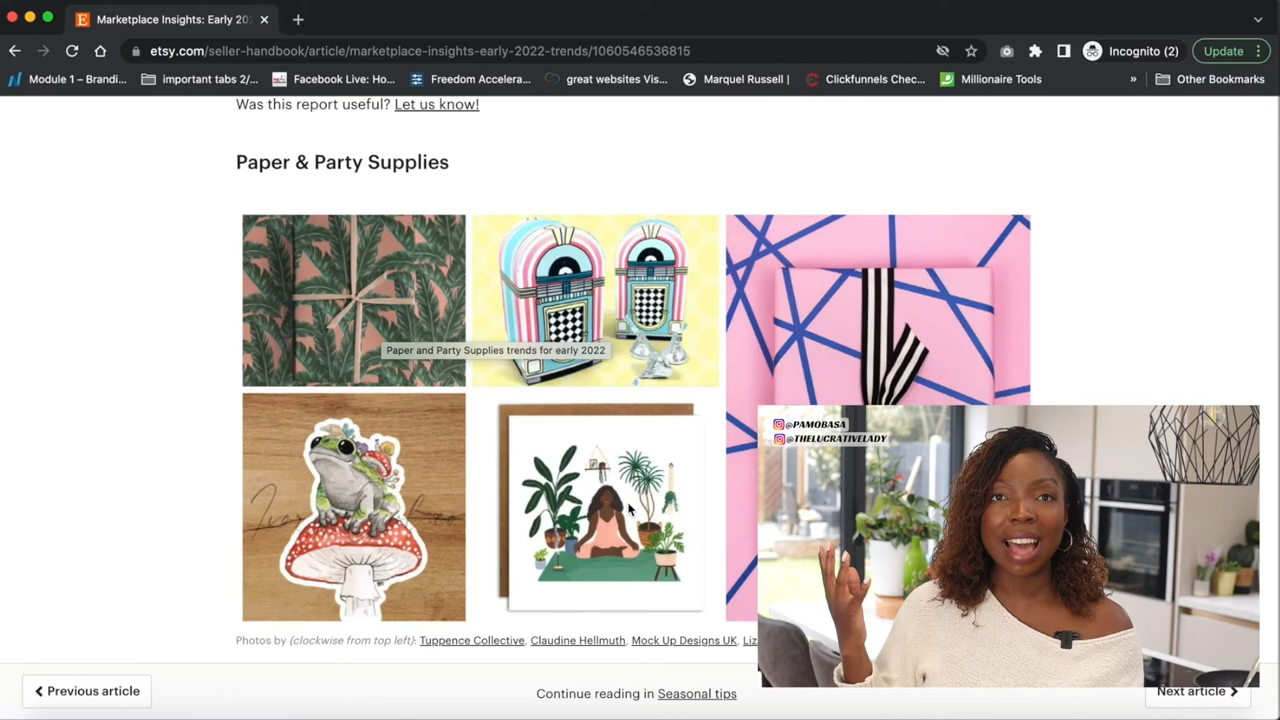 Marketplace Insights: Early 202
etsy.com/seller-handbook/article/marketplace-insights-early-2022-trends/1060546536815
Incognito (2)
Update
Module 1 – Brandi...
important tabs 2/...
Facebook Live: Ho...
Freedom Accelera...
great websites Vis...
Marquel Russell |
Clickfunnels Chec...
Millionaire Tools
»
Other Bookmarks
Was this report useful? Let us know!
Paper & Party Supplies
Paper and Party Supplies trends for early 2022
@PAMOBASA
@THELUCRATIVELADY
Photos by (clockwise from top left): Tuppence Collective, Claudine Hellmuth, Mock Up Designs UK, Liz
Previous article
Continue reading in Seasonal tips
Next article